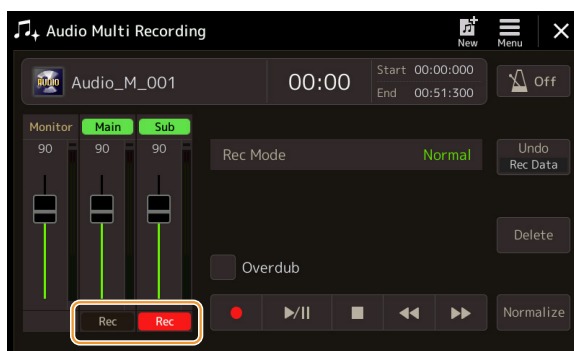 Audio Multi Recording
New
Menu
AUDIO
Audio_M_001
00:00
Start 00:00:000
End 00:51:300
Off
Monitor Main Sub
90 90 90
Rec Mode Normal
Undo
Rec Data
Delete
Overdub
Rec Rec
Normalize